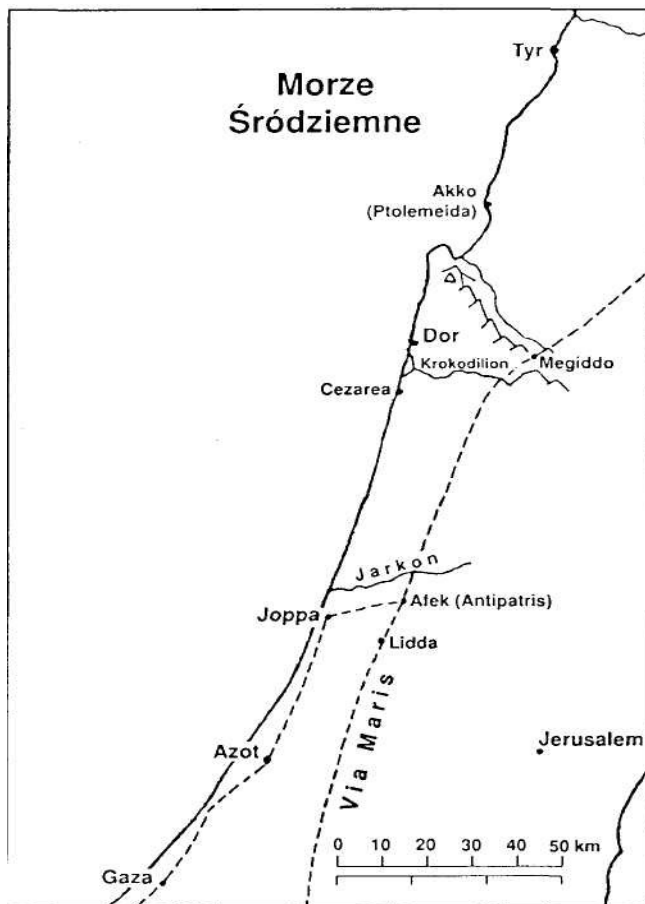 Tyr
Morze
Śródziemne
Akko
(Ptolemeida)
Dor
Krokodilion
Megiddo
Cezarea
Jarkon
Afek (Antipatris)
Joppa
Lidda
Via Maris
Jerusalem
Azot
0 10 20 30 40 50 km
Gaza